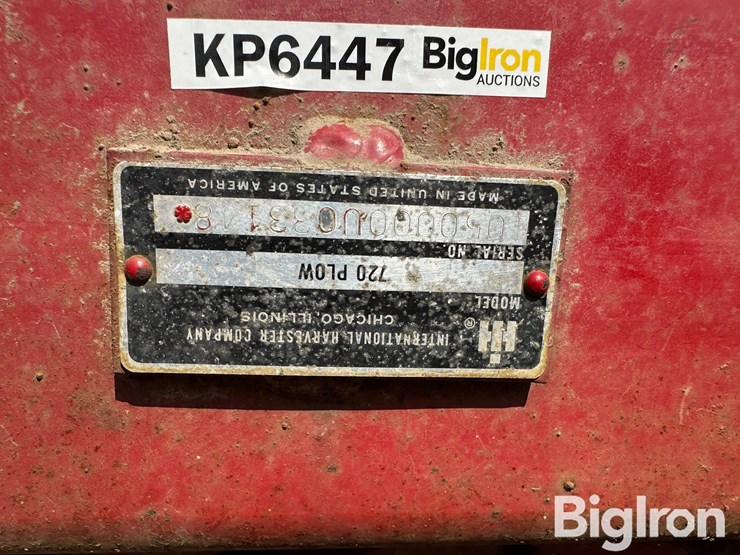 KP6447 BigIron
AUCTIONS
INTERNATIONAL HARVESTER COMPANY
CHICAGO, ILLINOIS
IH ®
MODEL
720 PLOW
SERIAL NO
MADE IN UNITED STATES OF AMERICA
BigIron